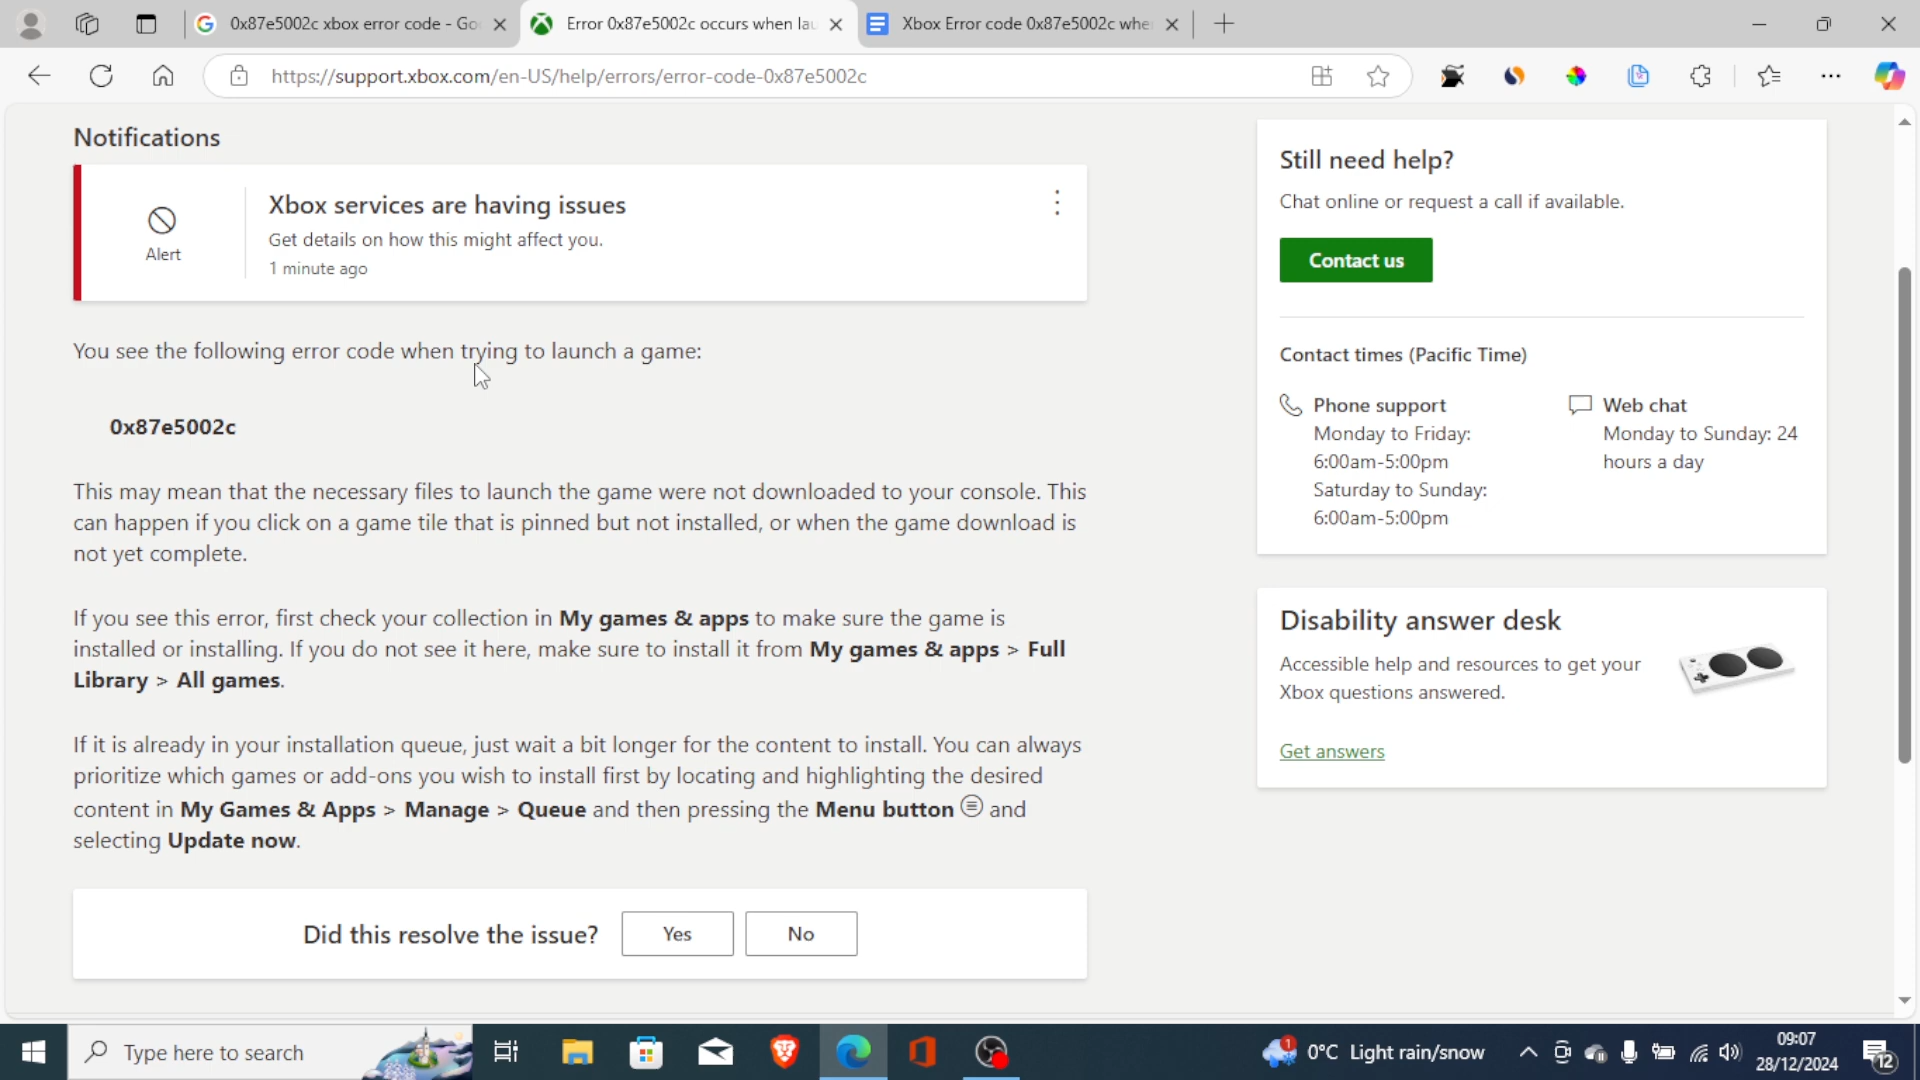 0x87e5002c xbox error code - Go
Error 0x87e5002c occurs when lau
Xbox Error code 0x87e5002c whe
https://support.xbox.com/en-US/help/errors/error-code-0x87e5002c
Notifications
Alert
Xbox services are having issues
Get details on how this might affect you.
1 minute ago
You see the following error code when trying to launch a game:
0x87e5002c
This may mean that the necessary files to launch the game were not downloaded to your console. This
can happen if you click on a game tile that is pinned but not installed, or when the game download is
not yet complete.
If you see this error, first check your collection in My games & apps to make sure the game is
installed or installing. If you do not see it here, make sure to install it from My games & apps > Full
Library > All games.
If it is already in your installation queue, just wait a bit longer for the content to install. You can always
prioritize which games or add-ons you wish to install first by locating and highlighting the desired
content in My Games & Apps > Manage > Queue and then pressing the Menu button and
selecting Update now.
Did this resolve the issue?
Yes
No
Still need help?
Chat online or request a call if available.
Contact us
Contact times (Pacific Time)
Phone support
Monday to Friday:
6:00am-5:00pm
Saturday to Sunday:
6:00am-5:00pm
Web chat
Monday to Sunday: 24
hours a day
Disability answer desk
Accessible help and resources to get your
Xbox questions answered.
Get answers
Type here to search
1
0°C Light rain/snow
09:07
28/12/2024
12